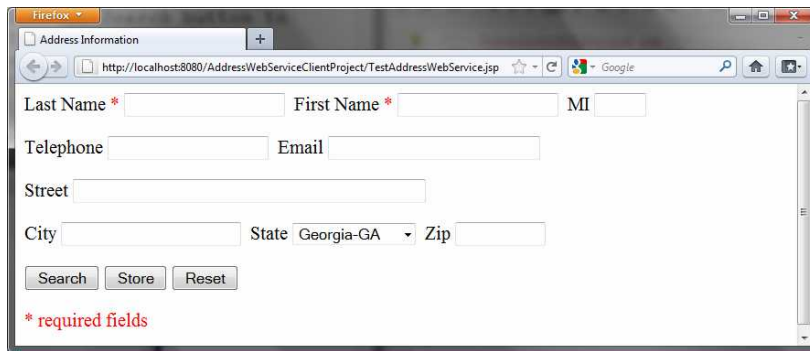 Firefox
Address Information
http://localhost:8080/AddressWebServiceClientProject/TestAddressWebService.jsp
Google
Last Name * First Name * MI
Telephone Email
Street
City State Georgia-GA Zip
Search Store Reset
* required fields